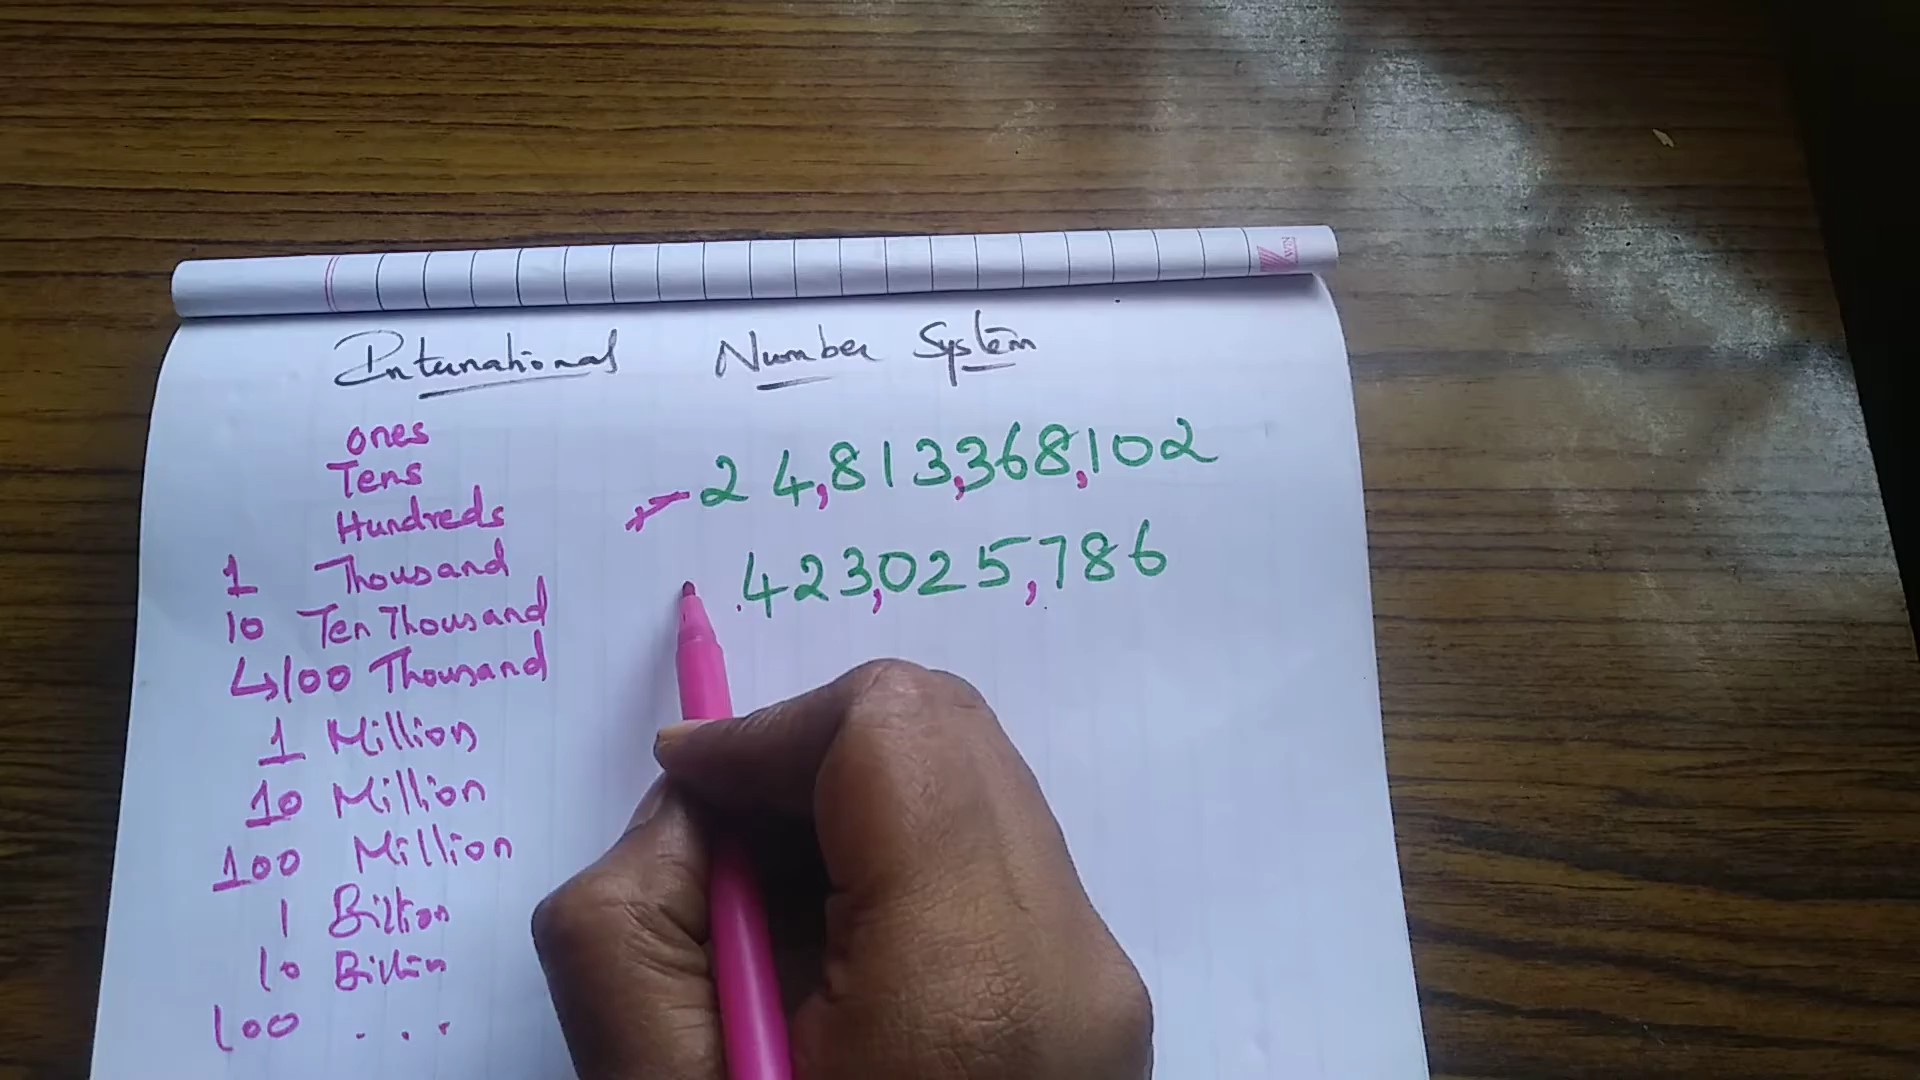 International Number System
ones
Tens
Hundreds
1 Thousand
10 Ten Thousand
100 Thousand
1 Million
10 Million
100 Million
1 Billion
10 Billion
100 ...
24,813,368,102
423,025,786
WIN